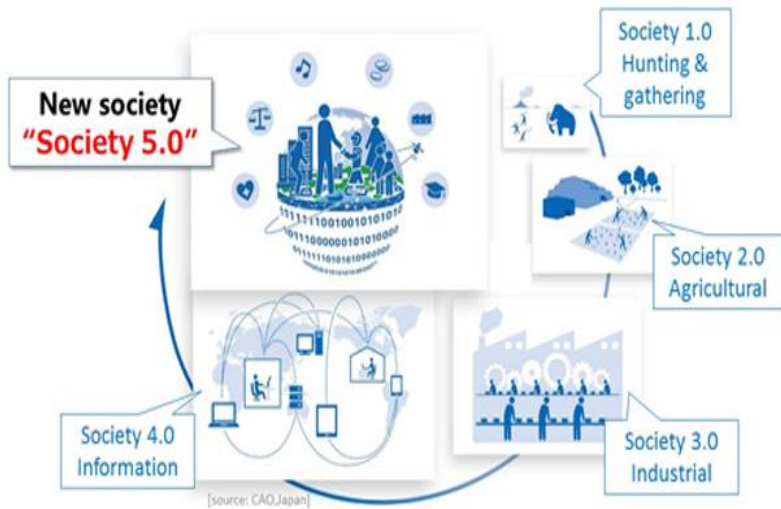 New society
“Society 5.0”
Society 1.0
Hunting &
gathering
Society 2.0
Agricultural
Society 3.0
Industrial
Society 4.0
Information
[source: CAO,Japan]